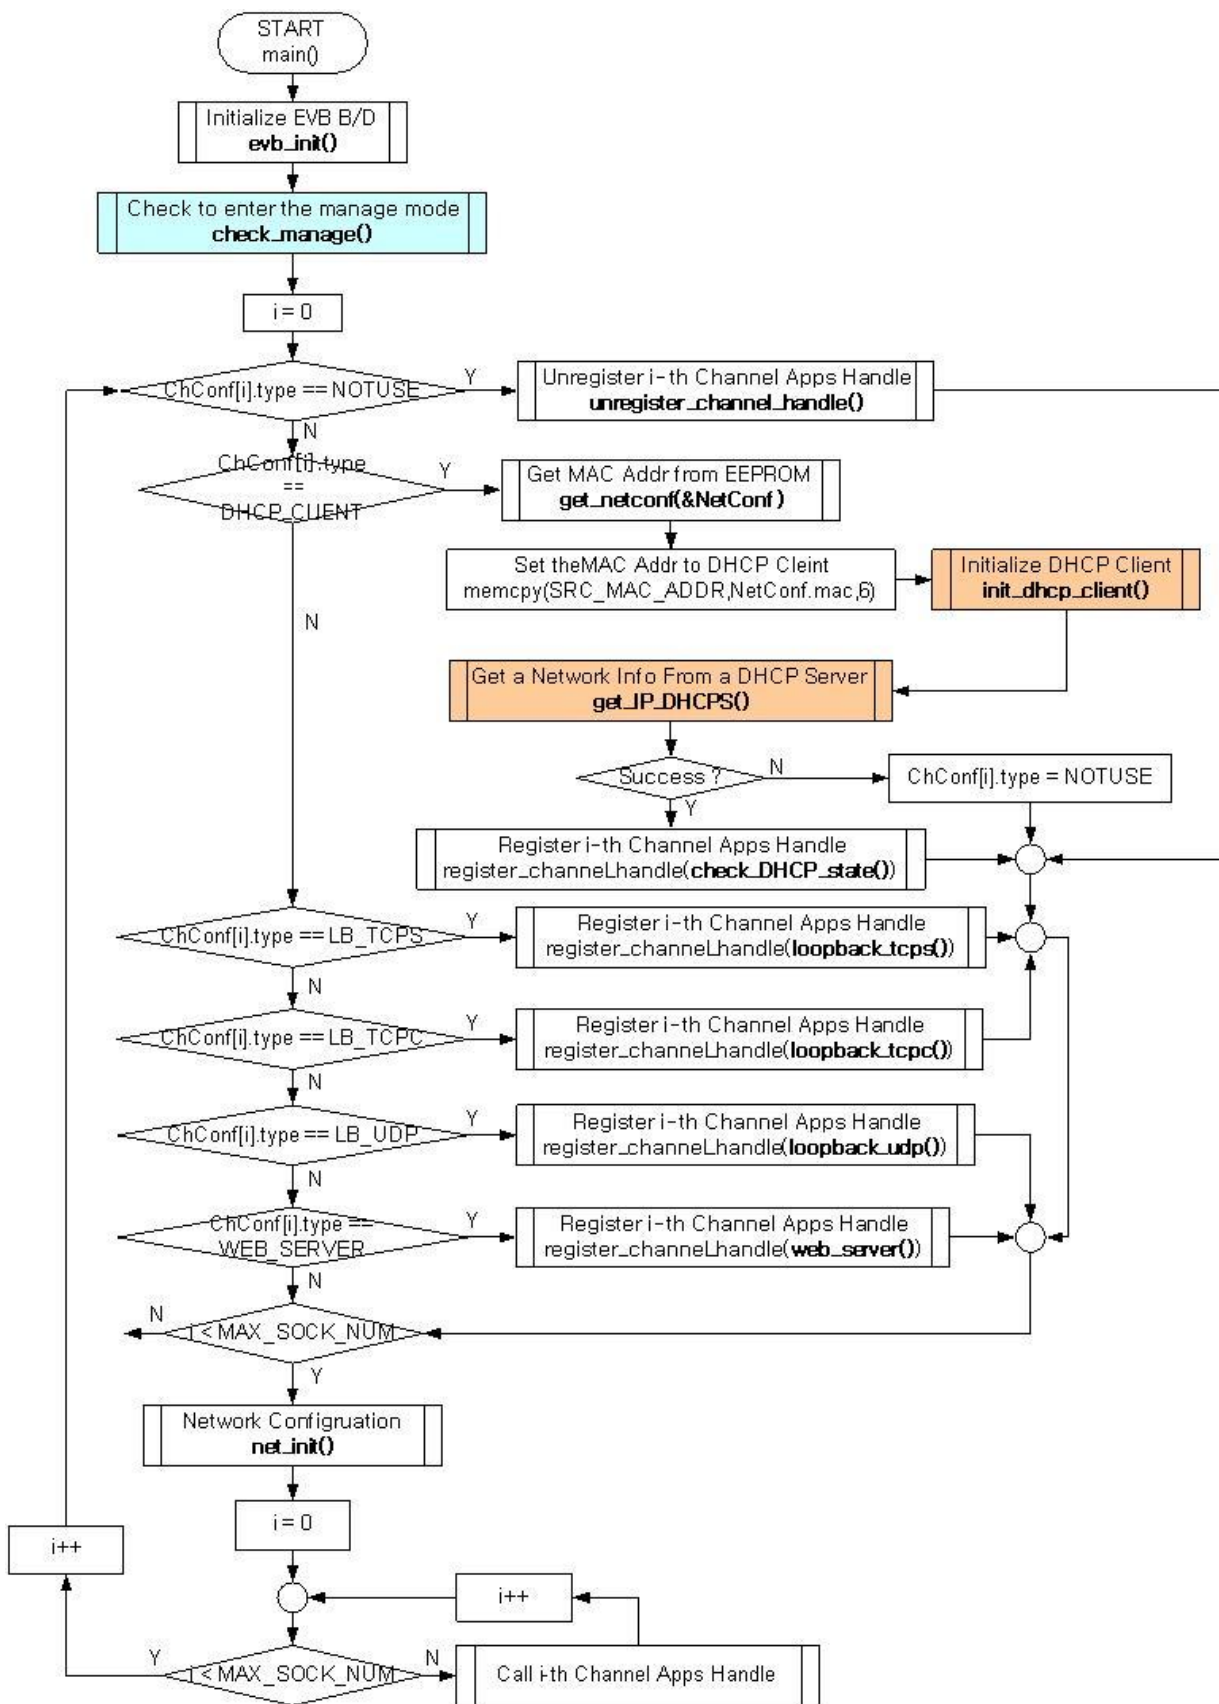 START
main()
Initialize EVB B/D
evb_init()
Check to enter the manage mode
check_manage()
i = 0
ChConf[i].type == NOTUSE
Y
Unregister i-th Channel Apps Handle
unregister_channel_handle()
N
ChConf[i].type
==
DHCP_CLIENT
Y
Get MAC Addr from EEPROM
get_netconf(&NetConf)
Set theMAC Addr to DHCP Cleint
memcpy(SRC_MAC_ADDR,NetConf.mac,6)
Initialize DHCP Client
init_dhcp_client()
N
Get a Network Info From a DHCP Server
get_IP_DHCPS()
Success ?
N
ChConf[i].type = NOTUSE
Y
Register i-th Channel Apps Handle
register_channel_handle(check_DHCP_state())
ChConf[i].type == LB_TCPS
Y
Register i-th Channel Apps Handle
register_channel_handle(loopback_tcps())
N
ChConf[i].type == LB_TCPC
Y
Register i-th Channel Apps Handle
register_channel_handle(loopback_tcpc())
N
ChConf[i].type == LB_UDP
Y
Register i-th Channel Apps Handle
register_channel_handle(loopback_udp())
N
ChConf[i].type ==
WEB_SERVER
Y
Register i-th Channel Apps Handle
register_channel_handle(web_server())
N
N
i < MAX_SOCK_NUM
Y
Network Configruation
net_init()
i = 0
i++
i++
Y
i < MAX_SOCK_NUM
N
Call i-th Channel Apps Handle